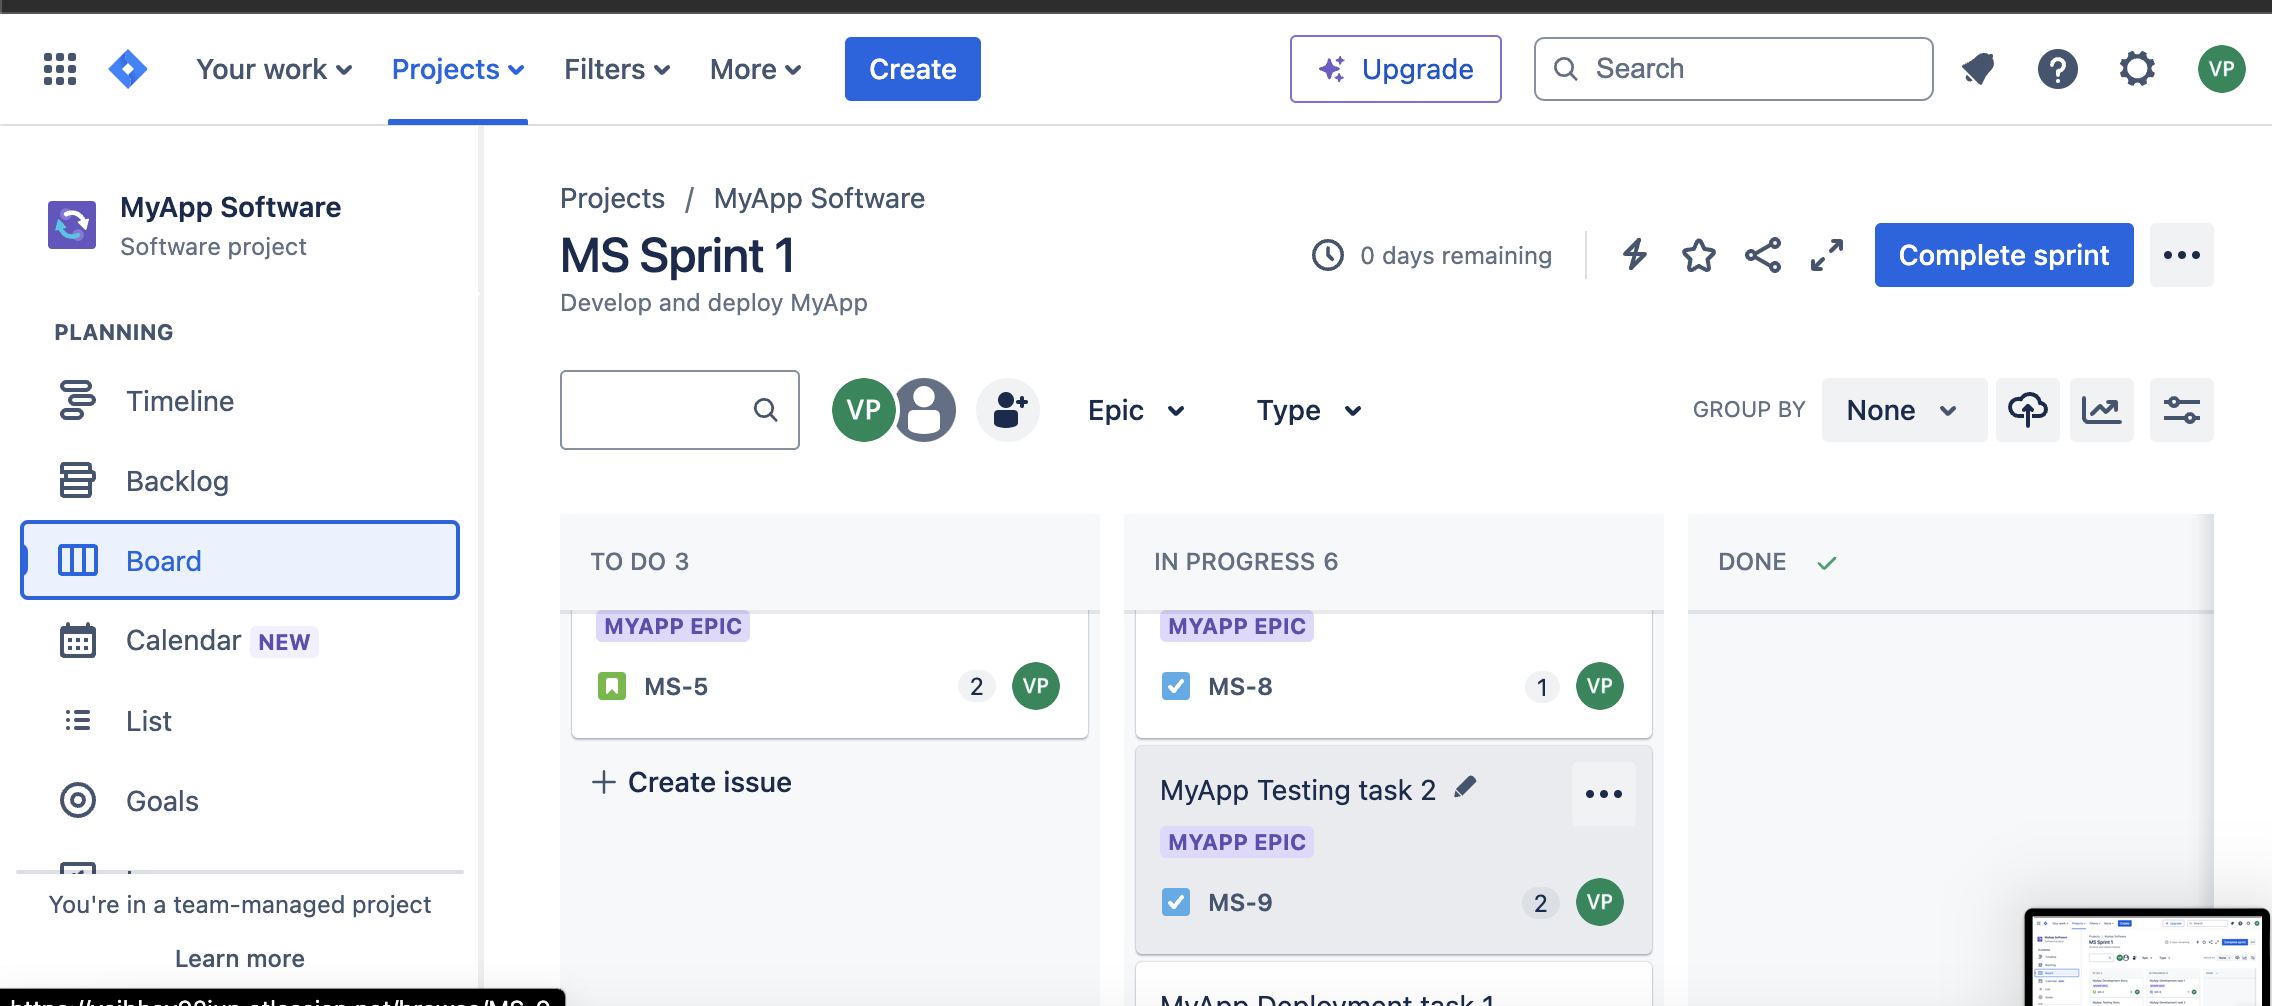 Your work
Projects
Filters
More
Create
Upgrade
Search
VP
MyApp Software
Software project
PLANNING
Timeline
Backlog
Board
Calendar NEW
List
Goals
You're in a team-managed project
Learn more
Projects / MyApp Software
MS Sprint 1
Develop and deploy MyApp
0 days remaining
Complete sprint
VP
Epic
Type
GROUP BY
None
TO DO 3
MYAPP EPIC
MS-5
2
VP
Create issue
IN PROGRESS 6
MYAPP EPIC
MS-8
1
VP
MyApp Testing task 2
MYAPP EPIC
MS-9
2
VP
MyApp Deployment task 1
DONE